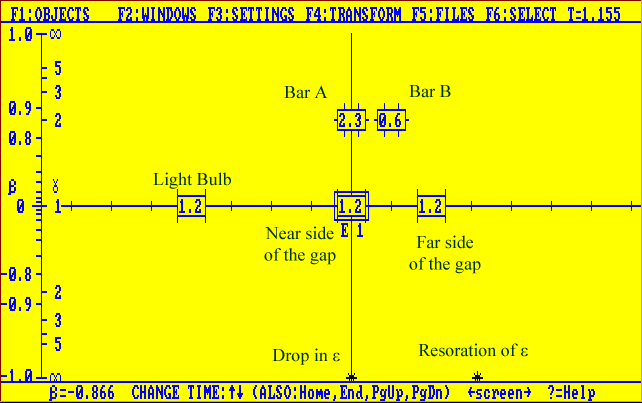 F1:OBJECTS F2:WINDOWS F3:SETTINGS F4:TRANSFORM F5:FILES F6:SELECT T=1.155
1.0 ∞
5
3
Bar A Bar B
0.9 2 2.3 0.6
0.8
Light Bulb
β γ
0 1 1.2 1.2 1.2
E 1
Near side
of the gap
Far side
of the gap
-0.8
2
-0.9
3
5
Drop in ε Resoration of ε
-1.0 ∞
β=-0.866 CHANGE TIME:↑↓ (ALSO:Home,End,PgUp,PgDn) ←screen→ ?=Help